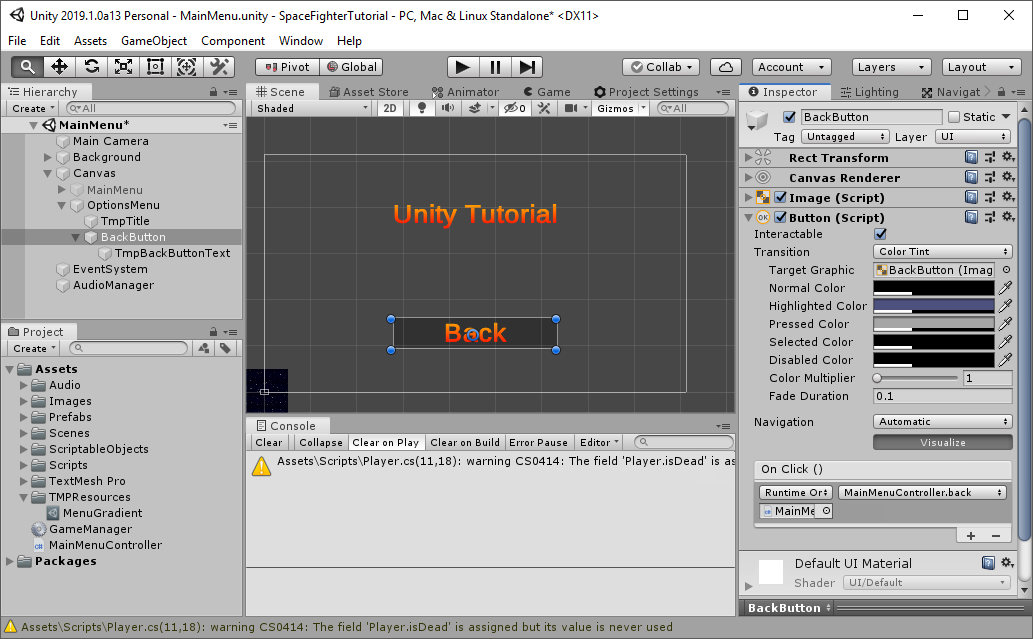 Unity 2019.1.0a13 Personal - MainMenu.unity - SpaceFighterTutorial - PC, Mac & Linux Standalone* <DX11>
File Edit Assets GameObject Component Window Help
Pivot Global Collab Account Layers Layout
Hierarchy
Create All
MainMenu*
Main Camera
Background
Canvas
MainMenu
OptionsMenu
TmpTitle
BackButton
TmpBackButtonText
EventSystem
AudioManager
Project
Create
Assets
Audio
Images
Prefabs
Scenes
ScriptableObjects
Scripts
TextMesh Pro
TMPResources
MenuGradient
GameManager
MainMenuController
Packages
Scene Asset Store Animator Game Project Settings
Shaded 2D 0 Gizmos All
Unity Tutorial
Back
Console
Clear Collapse Clear on Play Clear on Build Error Pause Editor
Assets\Scripts\Player.cs(11,18): warning CS0414: The field 'Player.isDead' is as
Inspector Lighting Navigat
BackButton Static
Tag Untagged Layer UI
Rect Transform
Canvas Renderer
Image (Script)
OK Button (Script)
Interactable
Transition Color Tint
Target Graphic BackButton (Imag
Normal Color
Highlighted Color
Pressed Color
Selected Color
Disabled Color
Color Multiplier 1
Fade Duration 0.1
Navigation Automatic
Visualize
On Click ()
Runtime Or MainMenuController.back
MainMe
+ −
Default UI Material
Shader UI/Default
BackButton
Assets\Scripts\Player.cs(11,18): warning CS0414: The field 'Player.isDead' is assigned but its value is never used